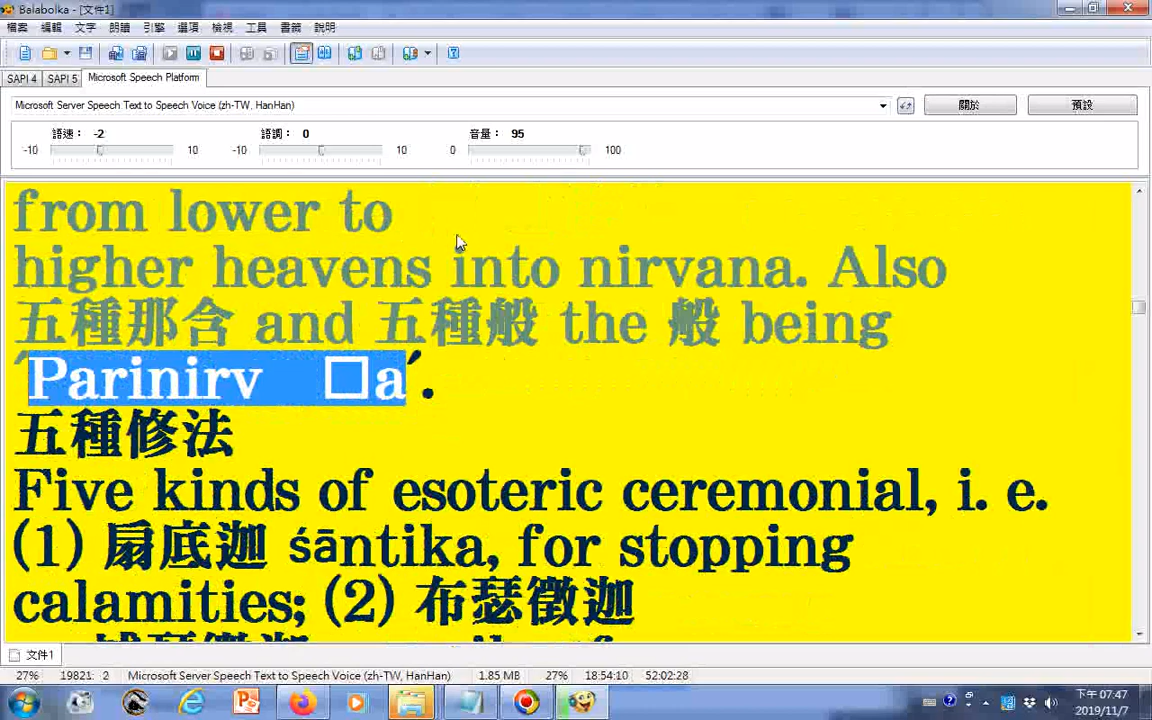 Balabolka - [文件1]
檔案 編輯 文字 朗讀 引擎 選項 檢視 工具 書籤 說明
SAPI 4 SAPI 5 Microsoft Speech Platform
Microsoft Server Speech Text to Speech Voice (zh-TW, HanHan) 關於 預設
語速： -2 語調： 0 音量： 95
-10 10 -10 10 0 100
from lower to
higher heavens into nirvana. Also
五種那含 and 五種般 the 般 being
´Parinirv □a´.
五種修法
Five kinds of esoteric ceremonial, i. e.
(1) 扇底迦 śāntika, for stopping
calamities; (2) 布瑟徵迦
文件1
27% 19821: 2 Microsoft Server Speech Text to Speech Voice (zh-TW, HanHan) 1.85 MB 27% 18:54:10 52:02:28
下午 07:47
2019/11/7